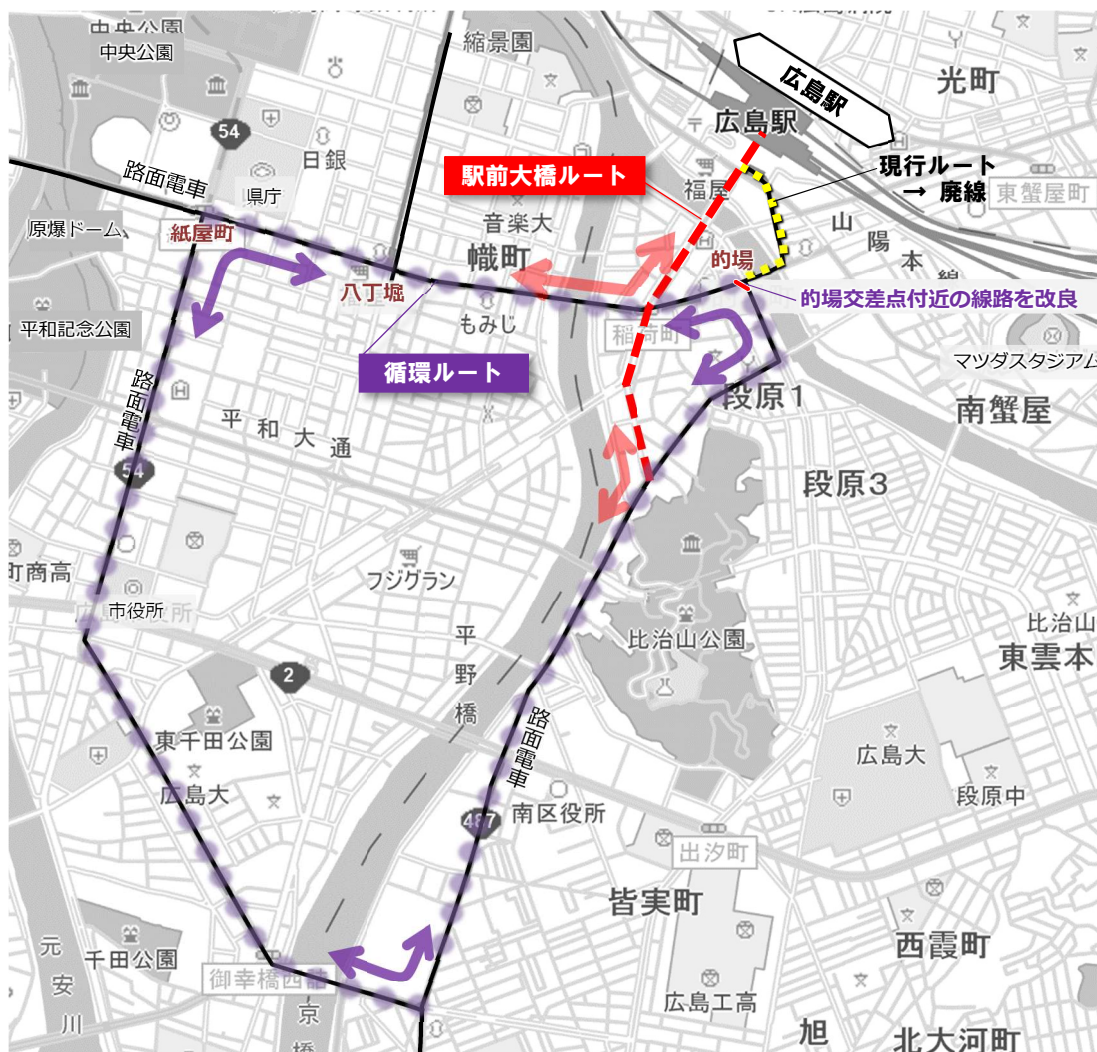 中央公園
縮景園
広島駅
光町
広島駅
54
日銀
路面電車
県庁
駅前大橋ルート
福屋
現行ルート
→ 廃線
東蟹屋町
原爆ドーム
紙屋町
音楽大
幟町
山陽本線
的場
八丁堀
もみじ
稲荷町
的場交差点付近の線路を改良
平和記念公園
循環ルート
マツダスタジアム
段原1
南蟹屋
路面電車
平和大通
54
段原3
町商高
フジグラン
市役所
比治山公園
比治山
東雲本
平野橋
2
路面電車
東千田公園
広島大
広島大
487
南区役所
段原中
出汐町
皆実町
西霞町
千田公園
御幸橋西詰
元安川
京橋
広島工高
旭
北大河町